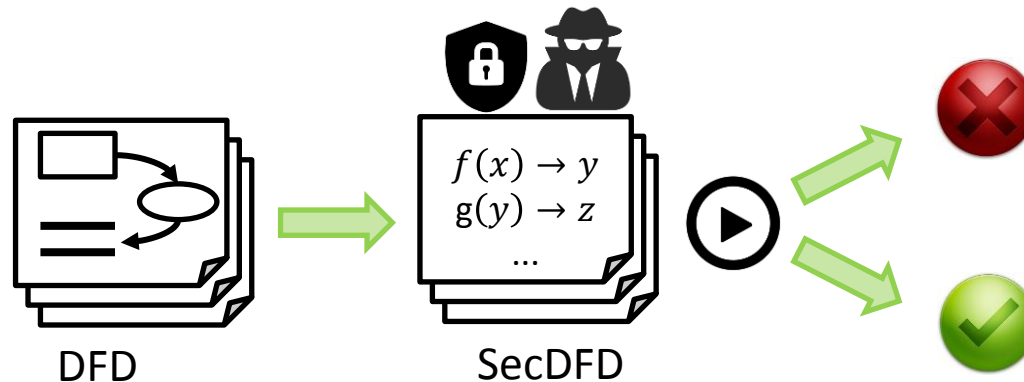 f(x) → y
g(y) → z
...
DFD
SecDFD